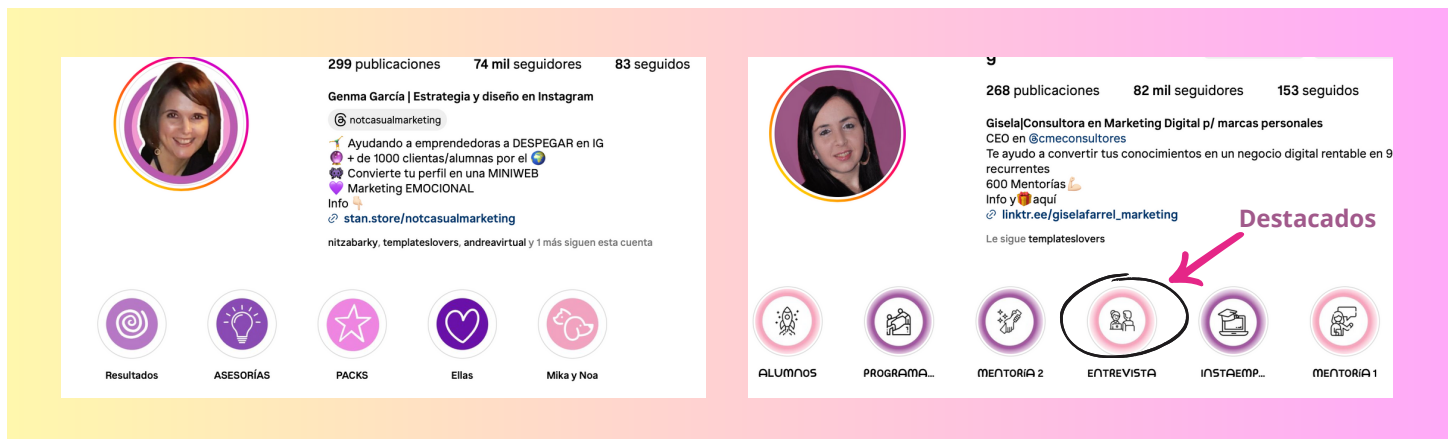 299 publicaciones 74 mil seguidores 83 seguidos
Genma García | Estrategia y diseño en Instagram
notcasualmarketing
Ayudando a emprendedoras a DESPEGAR en IG
+ de 1000 clientas/alumnas por el
Convierte tu perfil en una MINIWEB
Marketing EMOCIONAL
Info
stan.store/notcasualmarketing
nitzabarky, templateslovers, andreavirtual y 1 más siguen esta cuenta
Resultados ASESORÍAS PACKS Ellas Mika y Noa
g
268 publicaciones 82 mil seguidores 153 seguidos
Gisela|Consultora en Marketing Digital p/ marcas personales
CEO en @cmeconsultores
Te ayudo a convertir tus conocimientos en un negocio digital rentable en 9
recurrentes
600 Mentorías
Info y aquí
linktr.ee/giselafarrel_marketing
Destacados
Le sigue templateslovers
ALUMNOS PROGRAMA... MENTORíA 2 ENTREVISTA INSTAEMP... MENTORíA 1